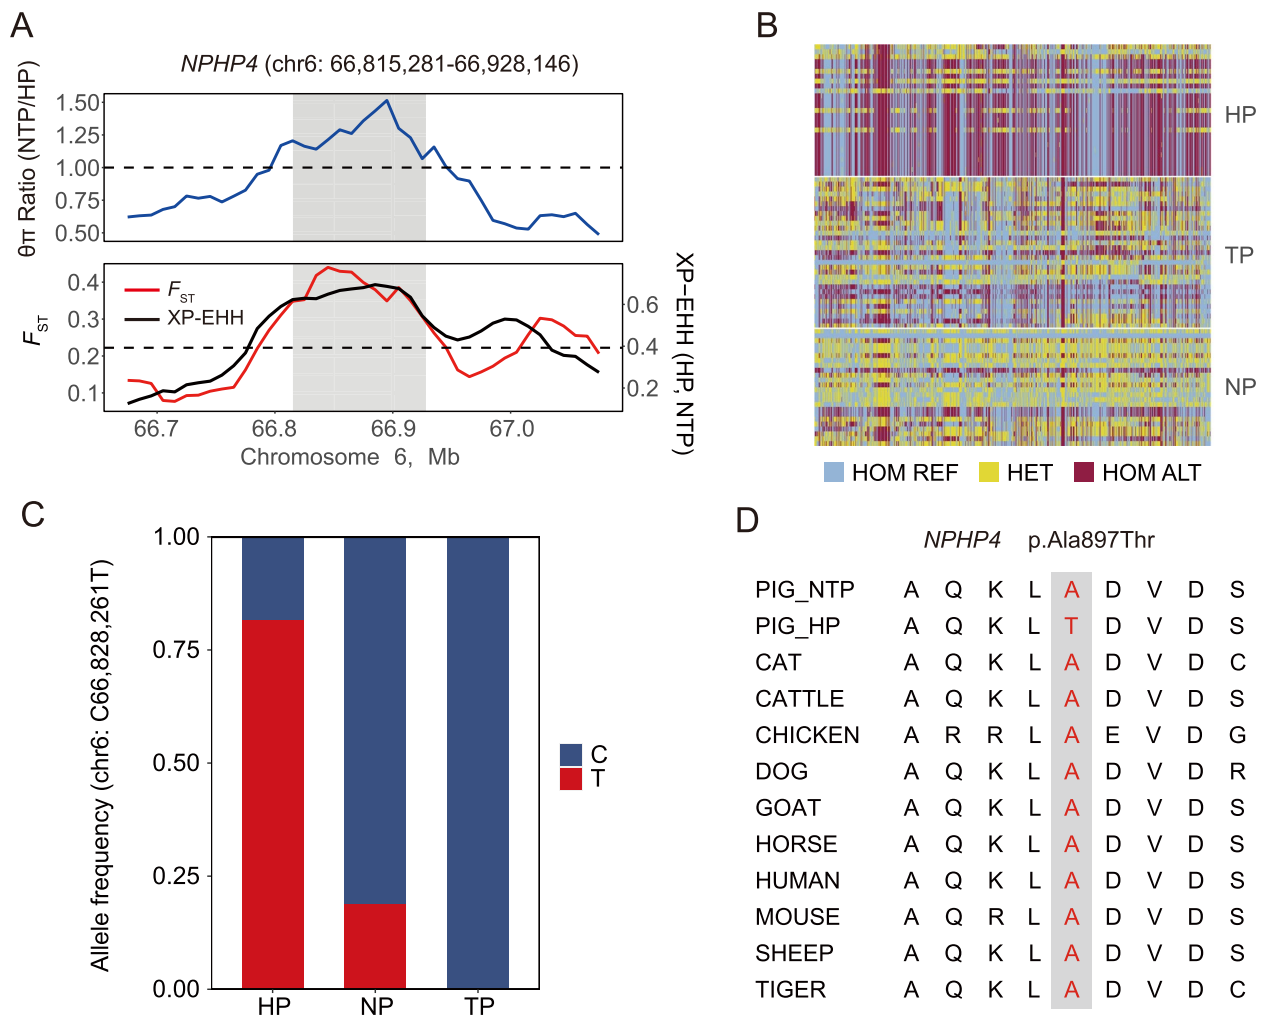 A
NPHP4 (chr6: 66,815,281-66,928,146)
θπ Ratio (NTP/HP)
1.50
1.25
1.00
0.75
0.50
FST
0.4
0.3
0.2
0.1
FST
XP-EHH
XP−EHH (HP, NTP)
0.6
0.4
0.2
66.7 66.8 66.9 67.0
Chromosome 6, Mb
B
HP
TP
NP
HOM REF HET HOM ALT
C
Allele frequency (chr6: C66,828,261T)
1.00
0.75
0.50
0.25
0.00
HP NP TP
C
T
D
NPHP4 p.Ala897Thr
PIG_NTP A Q K L A D V D S
PIG_HP A Q K L T D V D S
CAT A Q K L A D V D C
CATTLE A Q K L A D V D S
CHICKEN A R R L A E V D G
DOG A Q K L A D V D R
GOAT A Q K L A D V D S
HORSE A Q K L A D V D S
HUMAN A Q K L A D V D S
MOUSE A Q R L A D V D S
SHEEP A Q K L A D V D S
TIGER A Q K L A D V D C